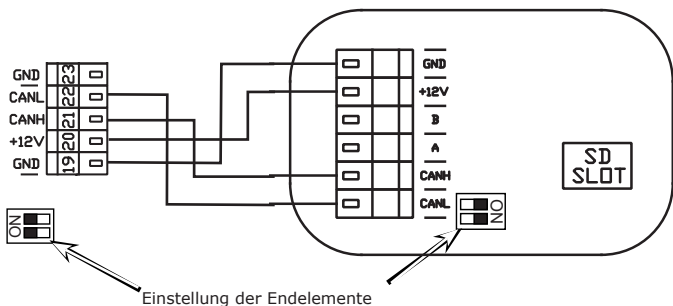 GND 23
CANL 22
CANH 21
+12V 20
GND 19
GND
+12V
B
A
CANH
CANL
SD
SLOT
ON
NO
Einstellung der Endelemente